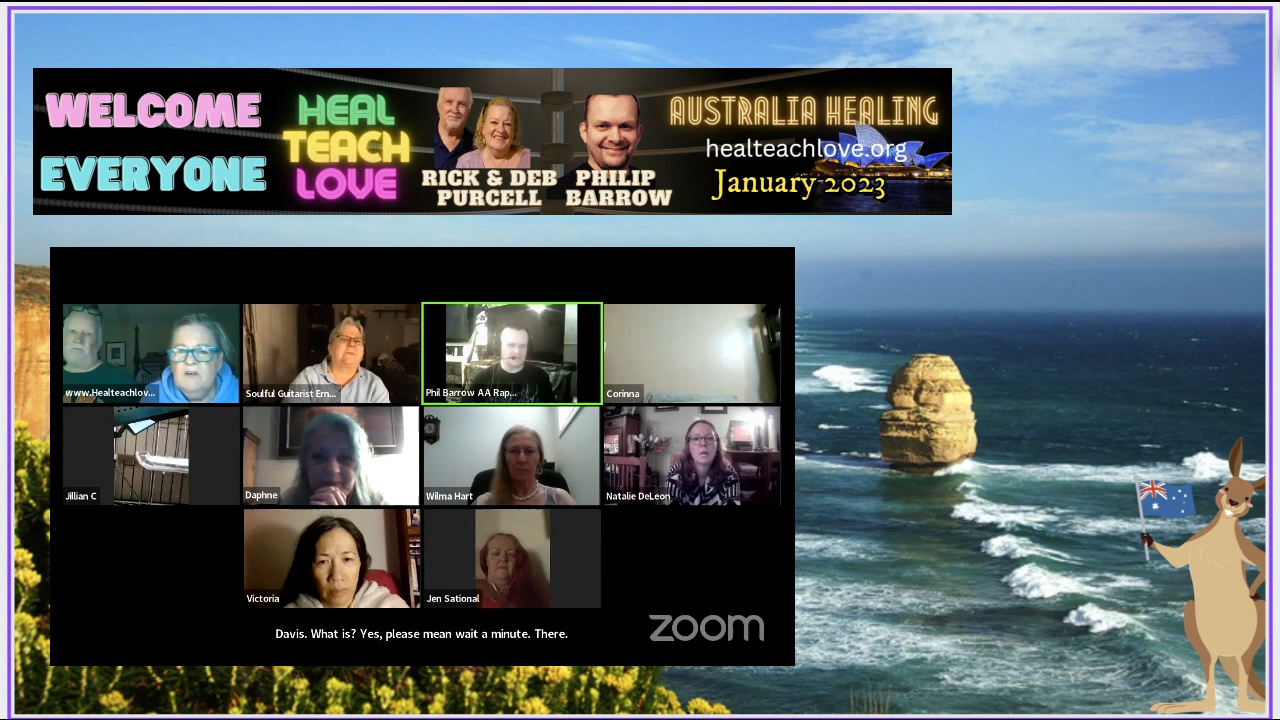 WELCOME
EVERYONE
HEAL
TEACH
LOVE
RICK & DEB
PURCELL
PHILIP
BARROW
AUSTRALIA HEALING
healteachlove.org
January 2023
www.Healteachlov...
Soulful Guitarist Ern...
Phil Barrow AA Rap...
Corinna
Jillian C
Daphne
Wilma Hart
Natalie DeLeon
Victoria
Jen Sational
Davis. What is? Yes, please mean wait a minute. There.
zoom